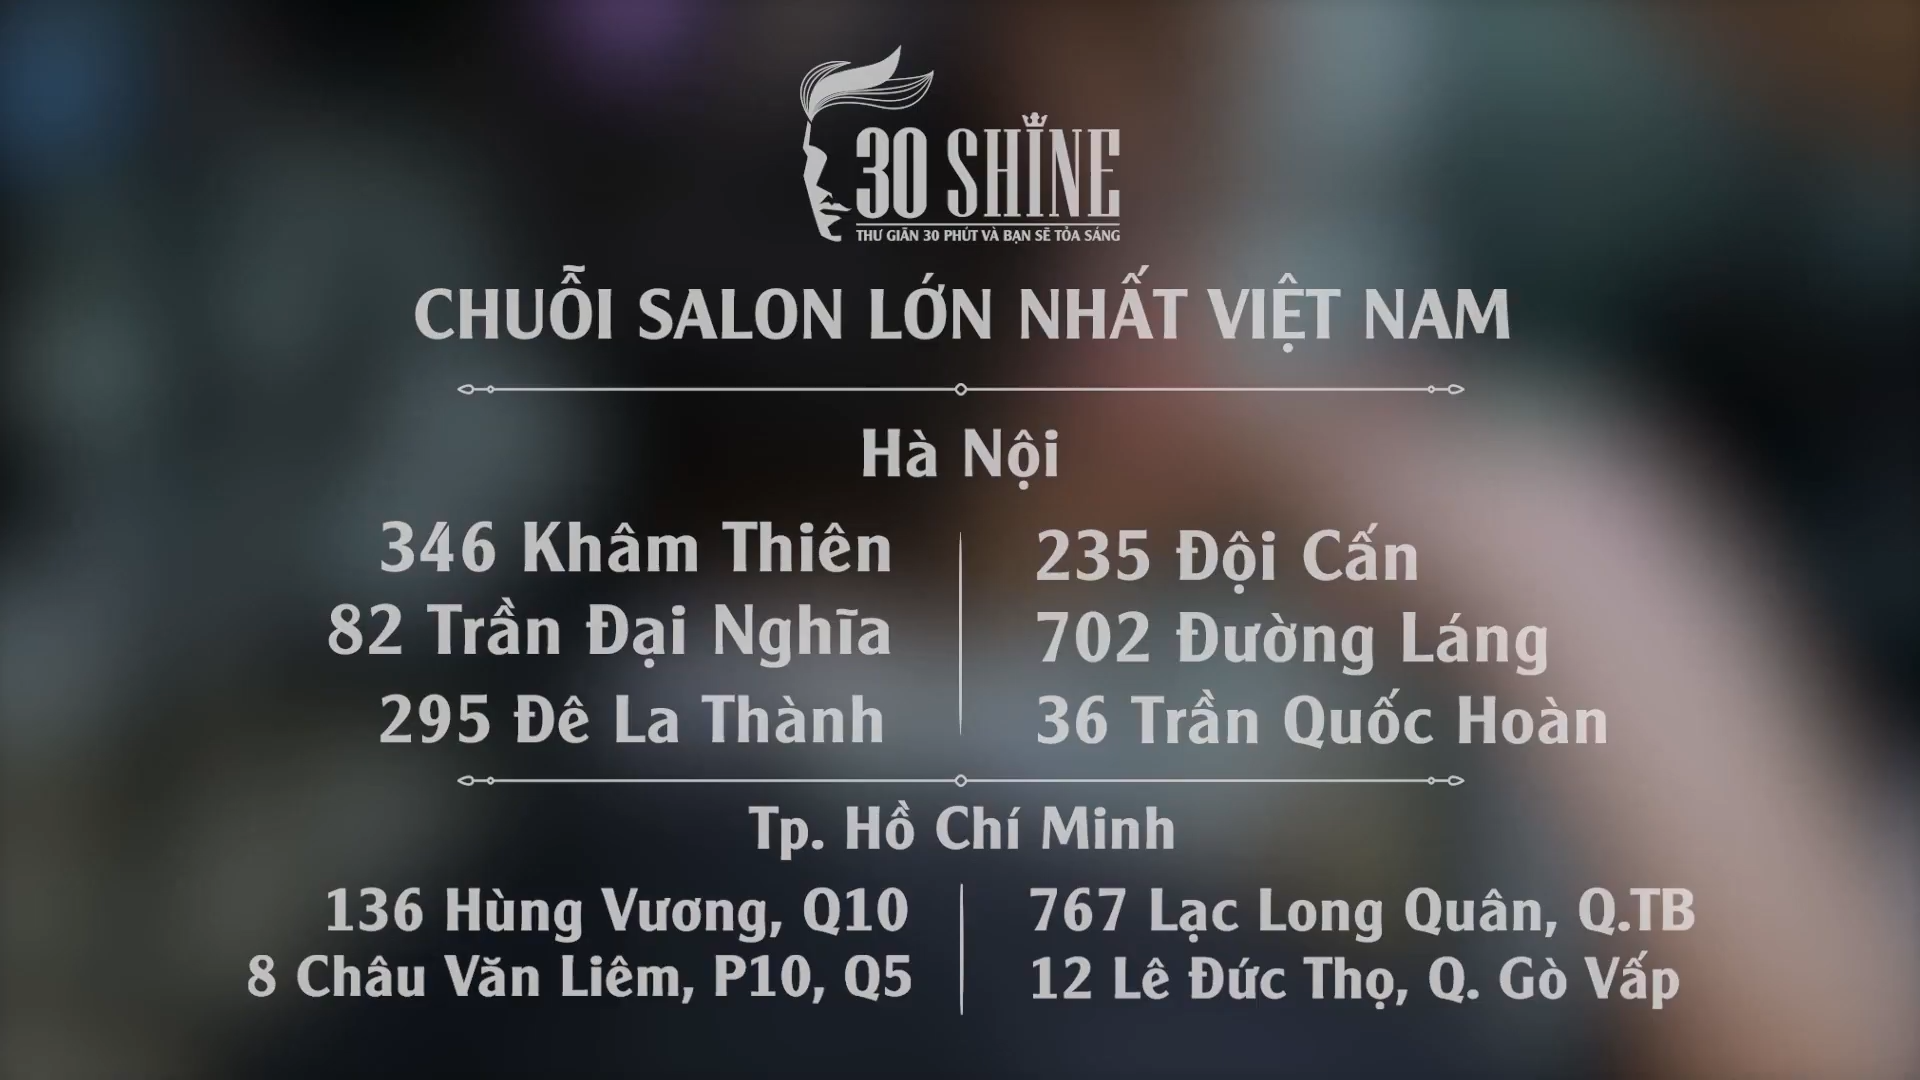 30 SHINE
THƯ GIÃN 30 PHÚT VÀ BẠN SẼ TỎA SÁNG
CHUỖI SALON LỚN NHẤT VIỆT NAM
Hà Nội
346 Khâm Thiên
82 Trần Đại Nghĩa
295 Đê La Thành
235 Đội Cấn
702 Đường Láng
36 Trần Quốc Hoàn
Tp. Hồ Chí Minh
136 Hùng Vương, Q10
8 Châu Văn Liêm, P10, Q5
767 Lạc Long Quân, Q.TB
12 Lê Đức Thọ, Q. Gò Vấp